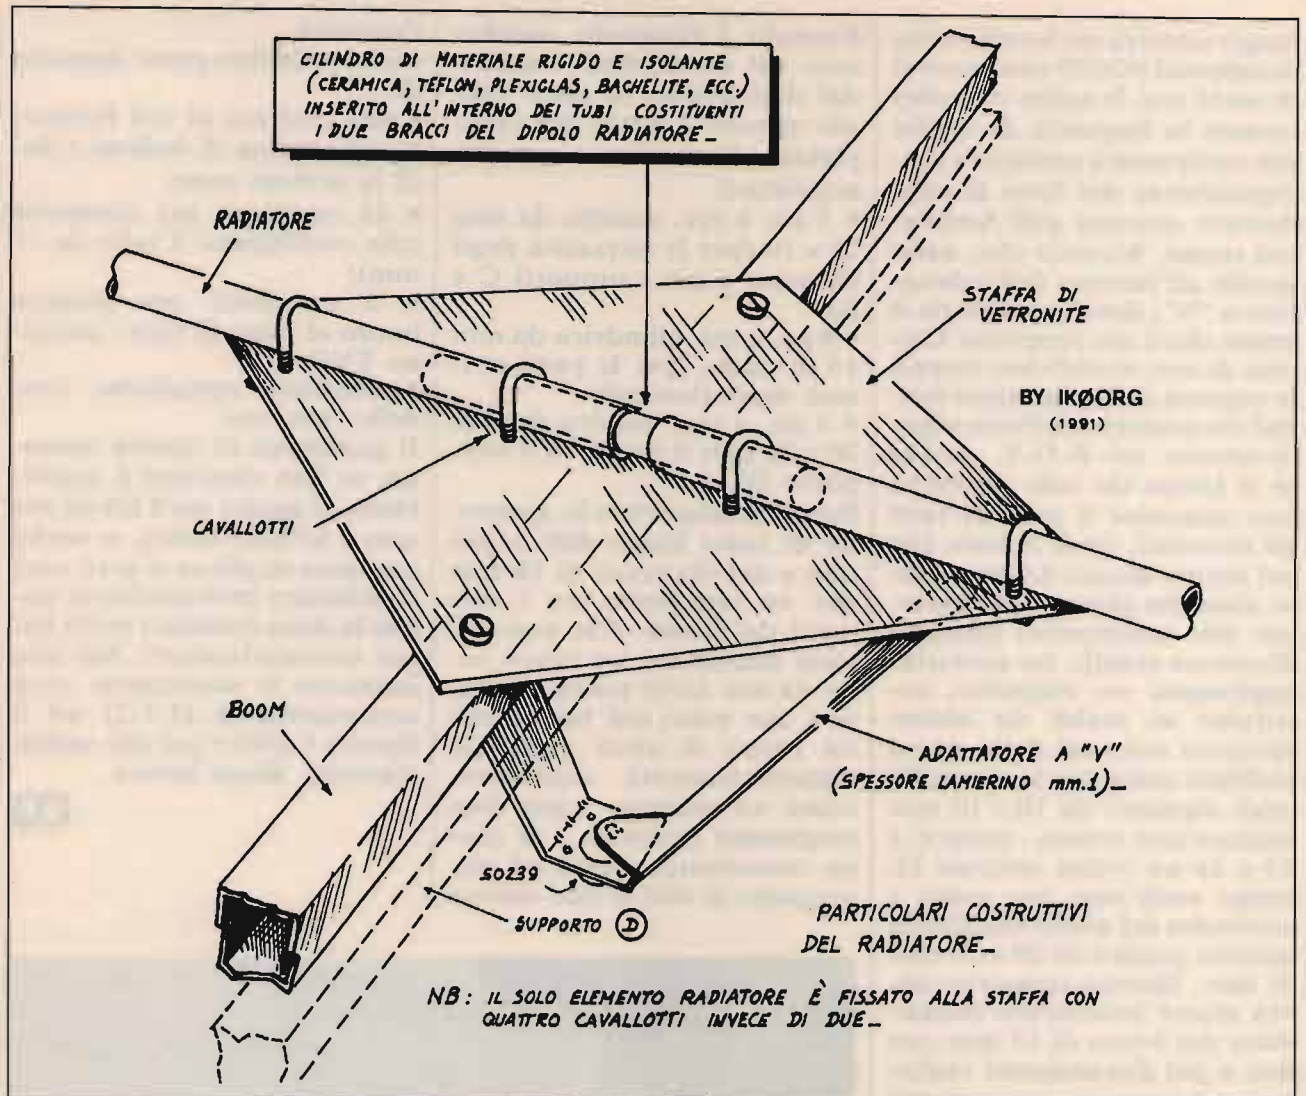 CILINDRO DI MATERIALE RIGIDO E ISOLANTE
(CERAMICA, TEFLON, PLEXIGLAS, BACHELITE, ECC.)
INSERITO ALL'INTERNO DEI TUBI COSTITUENTI
I DUE BRACCI DEL DIPOLO RADIATORE_
RADIATORE
STAFFA DI
VETRONITE
BY IKØORG
(1991)
CAVALLOTTI
BOOM
ADATTATORE A "V"
(SPESSORE LAMIERINO mm.1)_
SO239
SUPPORTO D
PARTICOLARI COSTRUTTIVI
DEL RADIATORE_
NB: IL SOLO ELEMENTO RADIATORE È FISSATO ALLA STAFFA CON
QUATTRO CAVALLOTTI INVECE DI DUE_